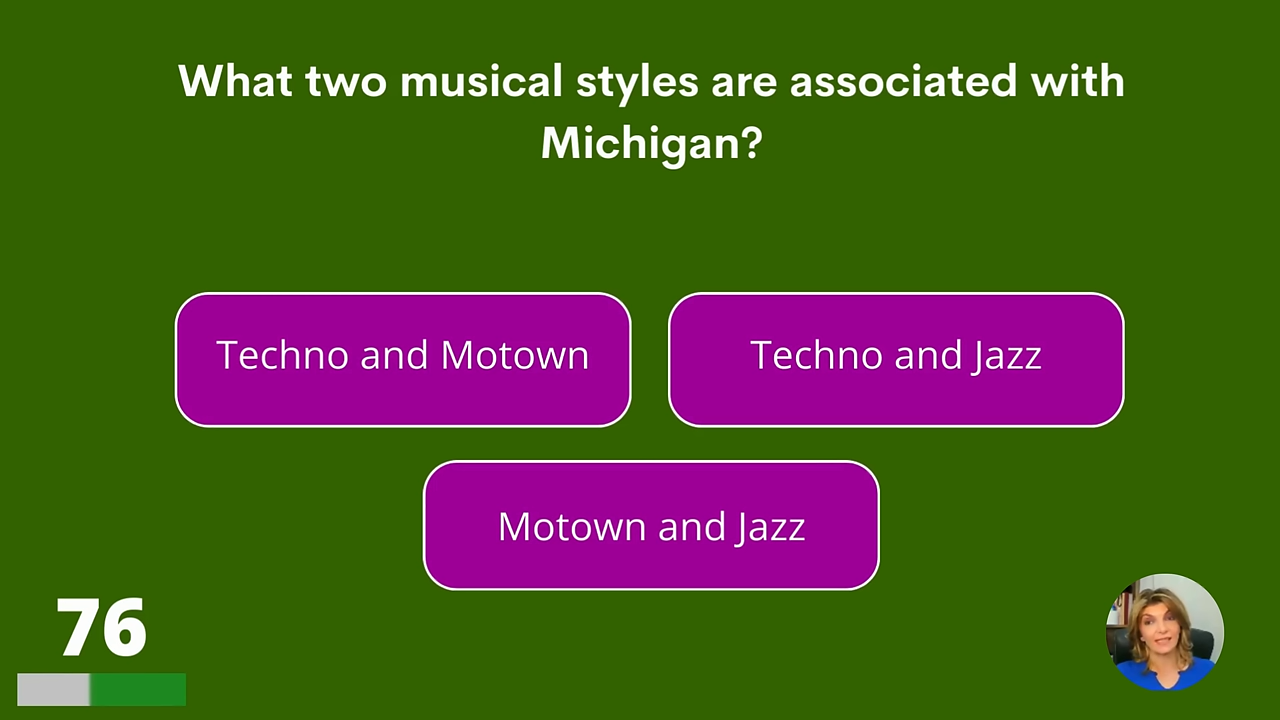 What two musical styles are associated with
Michigan?
Techno and Motown
Techno and Jazz
Motown and Jazz
76